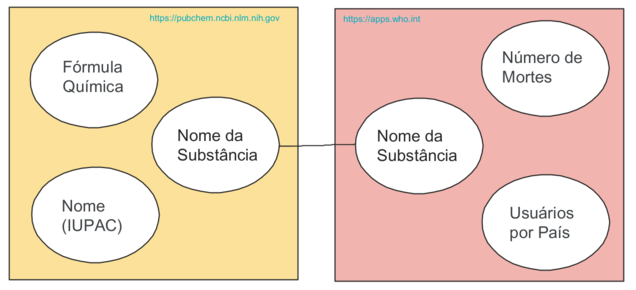 https://pubchem.ncbi.nlm.nih.gov
Fórmula
Química
Nome da
Substância
Nome
(IUPAC)
https://apps.who.int
Número de
Mortes
Nome da
Substância
Usuários
por País